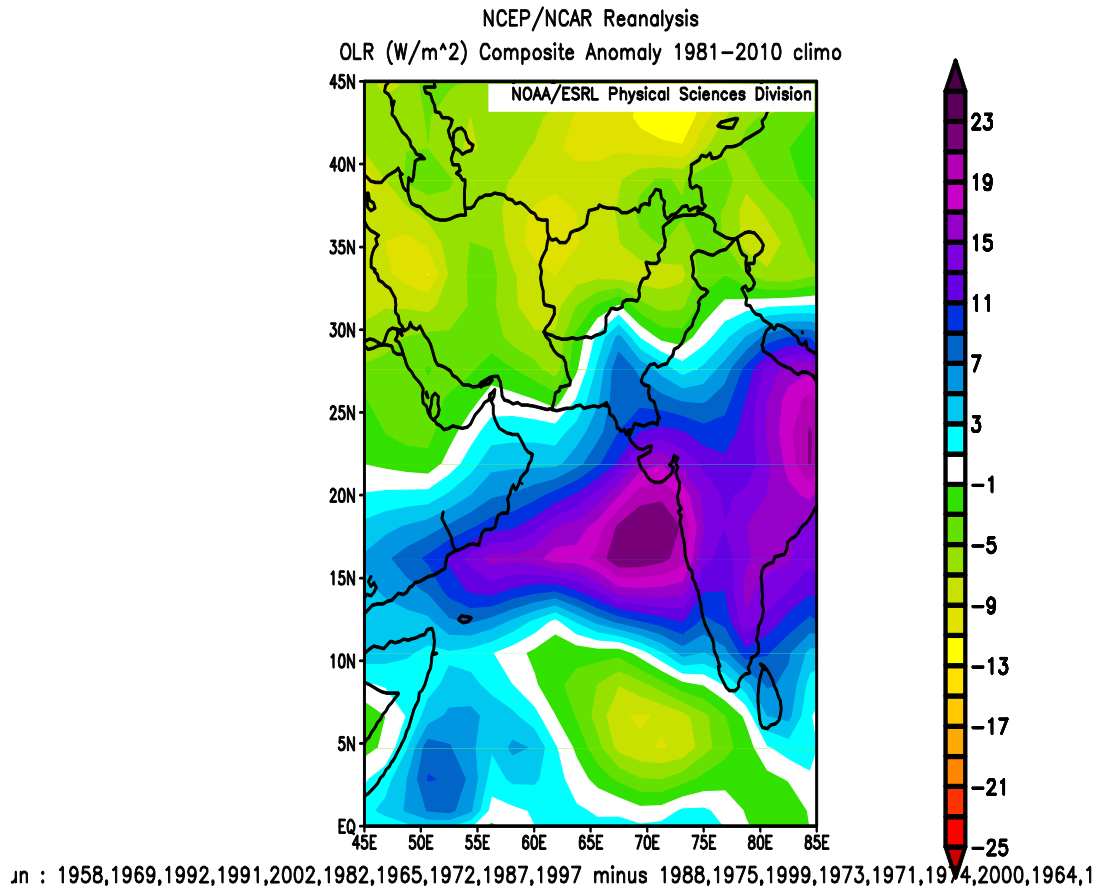 NCEP/NCAR Reanalysis
OLR (W/m^2) Composite Anomaly 1981-2010 climo
NOAA/ESRL Physical Sciences Division
45N
40N
35N
30N
25N
20N
15N
10N
5N
EQ
45E 50E 55E 60E 65E 70E 75E 80E 85E
23
19
15
11
7
3
-1
-5
-9
-13
-17
-21
-25
un : 1958,1969,1992,1991,2002,1982,1965,1972,1987,1997 minus 1988,1975,1999,1973,1971,1974,2000,1964,1